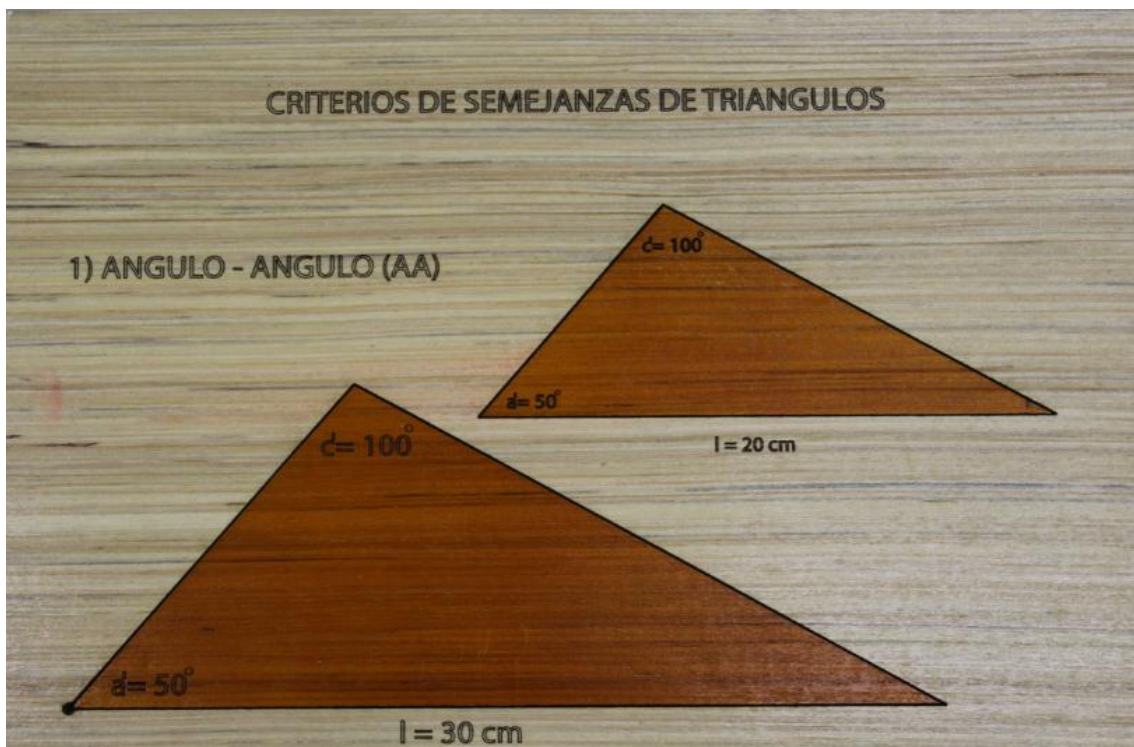 CRITERIOS DE SEMEJANZAS DE TRIANGULOS
1) ANGULO - ANGULO (AA)
c'= 100°
a'= 50°
l = 20 cm
c'= 100°
a'= 50°
l = 30 cm